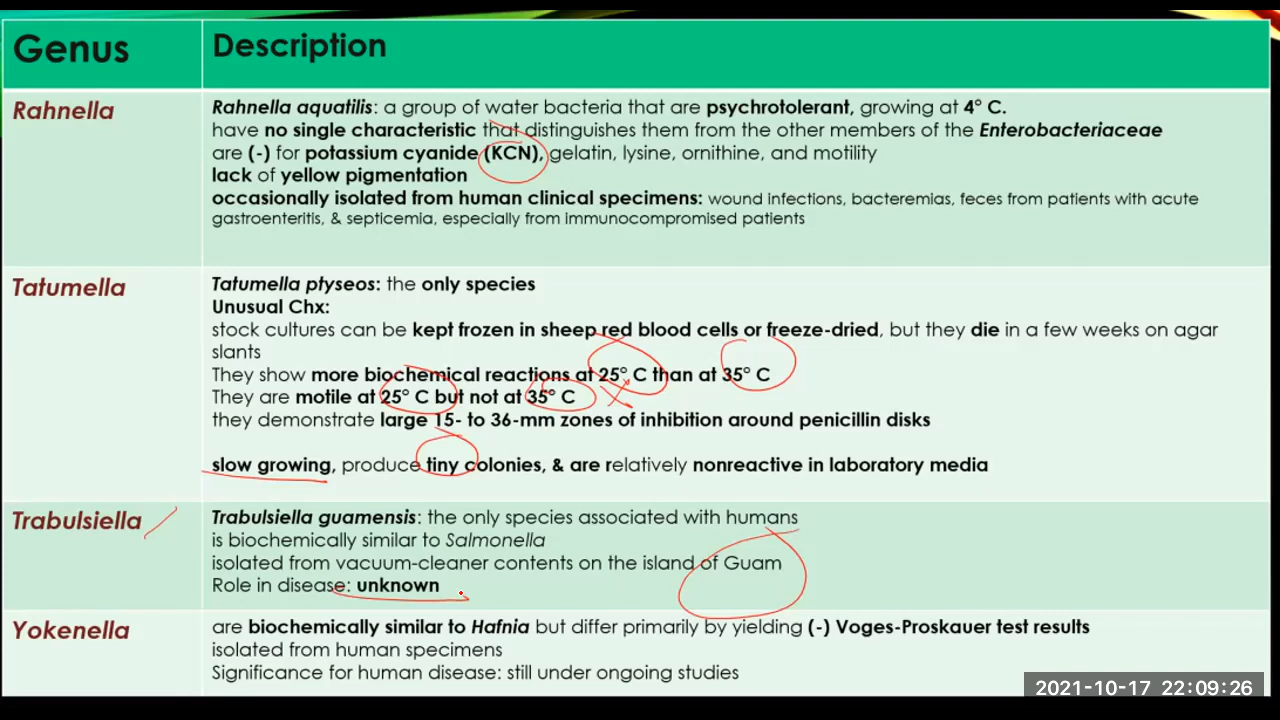 Genus
Description
Rahnella
Rahnella aquatilis: a group of water bacteria that are psychrotolerant, growing at 4° C.
have no single characteristic that distinguishes them from the other members of the Enterobacteriaceae
are (-) for potassium cyanide (KCN), gelatin, lysine, ornithine, and motility
lack of yellow pigmentation
occasionally isolated from human clinical specimens: wound infections, bacteremias, feces from patients with acute
gastroenteritis, & septicemia, especially from immunocompromised patients
Tatumella
Tatumella ptyseos: the only species
Unusual Chx:
stock cultures can be kept frozen in sheep red blood cells or freeze-dried, but they die in a few weeks on agar
slants
They show more biochemical reactions at 25° C than at 35° C
They are motile at 25° C but not at 35° C
they demonstrate large 15- to 36-mm zones of inhibition around penicillin disks
slow growing, produce tiny colonies, & are relatively nonreactive in laboratory media
Trabulsiella
Trabulsiella guamensis: the only species associated with humans
is biochemically similar to Salmonella
isolated from vacuum-cleaner contents on the island of Guam
Role in disease: unknown
Yokenella
are biochemically similar to Hafnia but differ primarily by yielding (-) Voges-Proskauer test results
isolated from human specimens
Significance for human disease: still under ongoing studies
2021-10-17 22:09:26